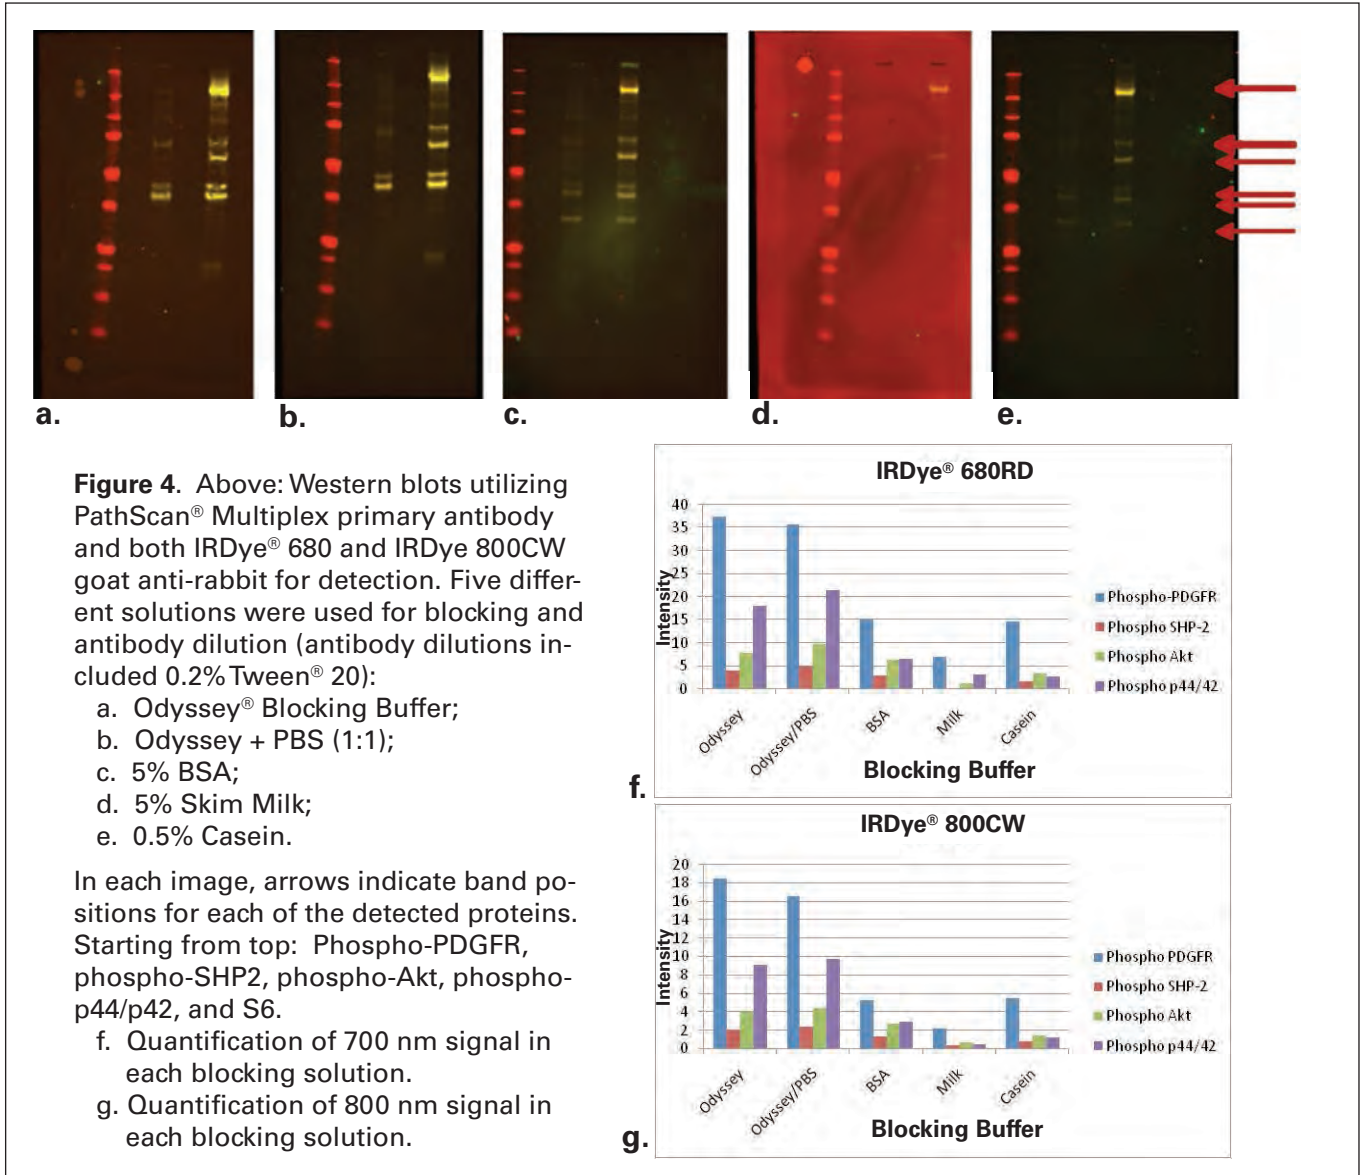 a.
b.
c.
d.
e.
Figure 4. Above: Western blots utilizing
PathScan® Multiplex primary antibody
and both IRDye® 680 and IRDye 800CW
goat anti-rabbit for detection. Five differ-
ent solutions were used for blocking and
antibody dilution (antibody dilutions in-
cluded 0.2% Tween® 20):
a. Odyssey® Blocking Buffer;
b. Odyssey + PBS (1:1);
c. 5% BSA;
d. 5% Skim Milk;
e. 0.5% Casein.
In each image, arrows indicate band po-
sitions for each of the detected proteins.
Starting from top: Phospho-PDGFR,
phospho-SHP2, phospho-Akt, phospho-
p44/p42, and S6.
f. Quantification of 700 nm signal in
each blocking solution.
g. Quantification of 800 nm signal in
each blocking solution.
IRDye® 680RD
40
35
30
25
20
15
10
5
0
Intensity
Phospho-PDGFR
Phospho SHP-2
Phospho Akt
Phospho p44/42
Odyssey
Odyssey/PBS
BSA
Milk
Casein
Blocking Buffer
f.
IRDye® 800CW
20
18
16
14
12
10
8
6
4
2
0
Intensity
Phospho PDGFR
Phospho SHP-2
Phospho Akt
Phospho p44/42
Odyssey
Odyssey/PBS
BSA
Milk
Casein
Blocking Buffer
g.